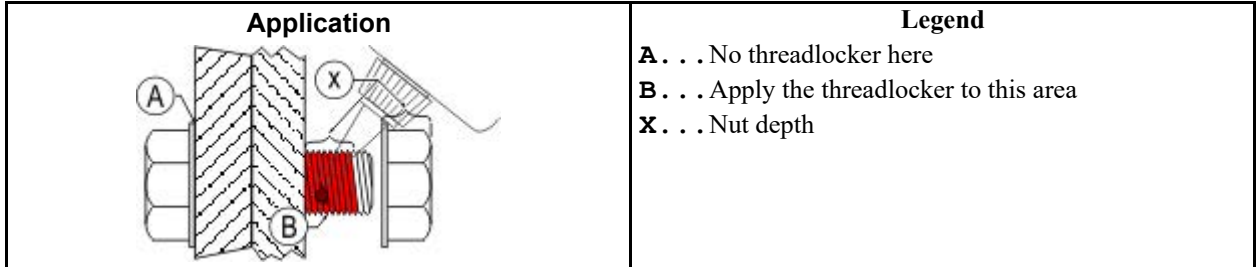 Application
A
X
B
Legend
A...No threadlocker here
B...Apply the threadlocker to this area
X...Nut depth